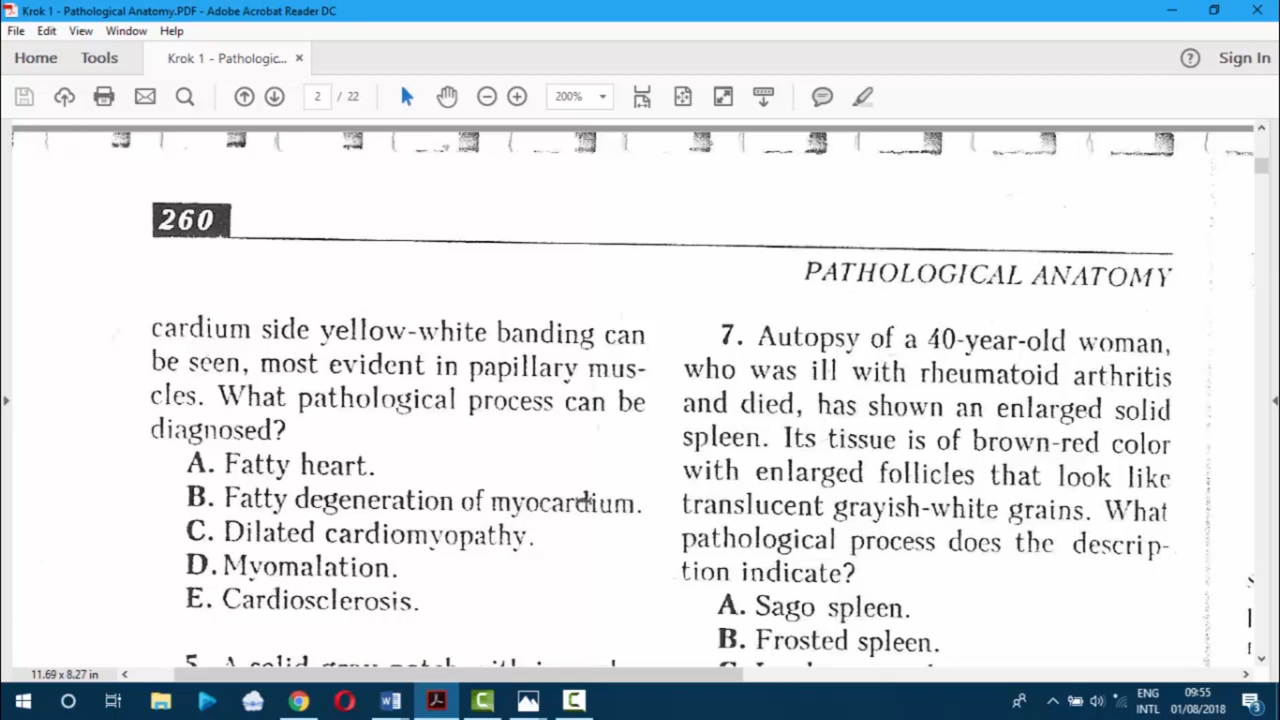 Krok 1 - Pathological Anatomy.PDF - Adobe Acrobat Reader DC
File Edit View Window Help
Home Tools Krok 1 - Pathologic... × Sign In
2 / 22 200%
260
PATHOLOGICAL ANATOMY
cardium side yellow-white banding can
be seen, most evident in papillary mus-
cles. What pathological process can be
diagnosed?
A. Fatty heart.
B. Fatty degeneration of myocardium.
C. Dilated cardiomyopathy.
D. Myomalation.
E. Cardiosclerosis.
7. Autopsy of a 40-year-old woman,
who was ill with rheumatoid arthritis
and died, has shown an enlarged solid
spleen. Its tissue is of brown-red color
with enlarged follicles that look like
translucent grayish-white grains. What
pathological process does the descrip-
tion indicate?
A. Sago spleen.
B. Frosted spleen.
11.69 x 8.27 in
ENG 09:55
INTL 01/08/2018 3